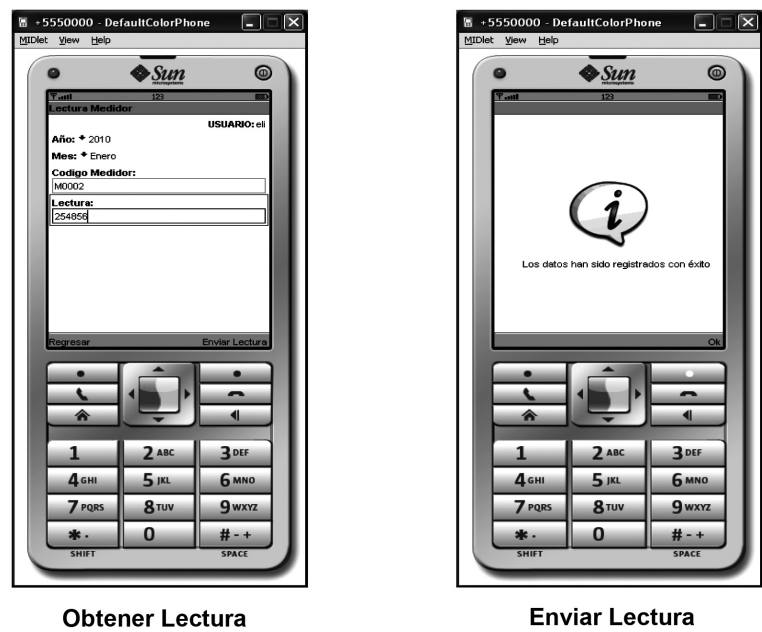 +5550000 - DefaultColorPhone
MIDlet View Help
Sun
microsystems
123
Lectura Medidor
USUARIO: eli
Año: 2010
Mes: Enero
Codigo Medidor:
M0002
Lectura:
254856
Regresar Enviar Lectura
1 2 ABC 3 DEF
4 GHI 5 JKL 6 MNO
7 PQRS 8 TUV 9 WXYZ
* . 0 # - +
SHIFT SPACE
Obtener Lectura
+5550000 - DefaultColorPhone
MIDlet View Help
Sun
microsystems
123
i
Los datos han sido registrados con éxito
Ok
1 2 ABC 3 DEF
4 GHI 5 JKL 6 MNO
7 PQRS 8 TUV 9 WXYZ
* . 0 # - +
SHIFT SPACE
Enviar Lectura